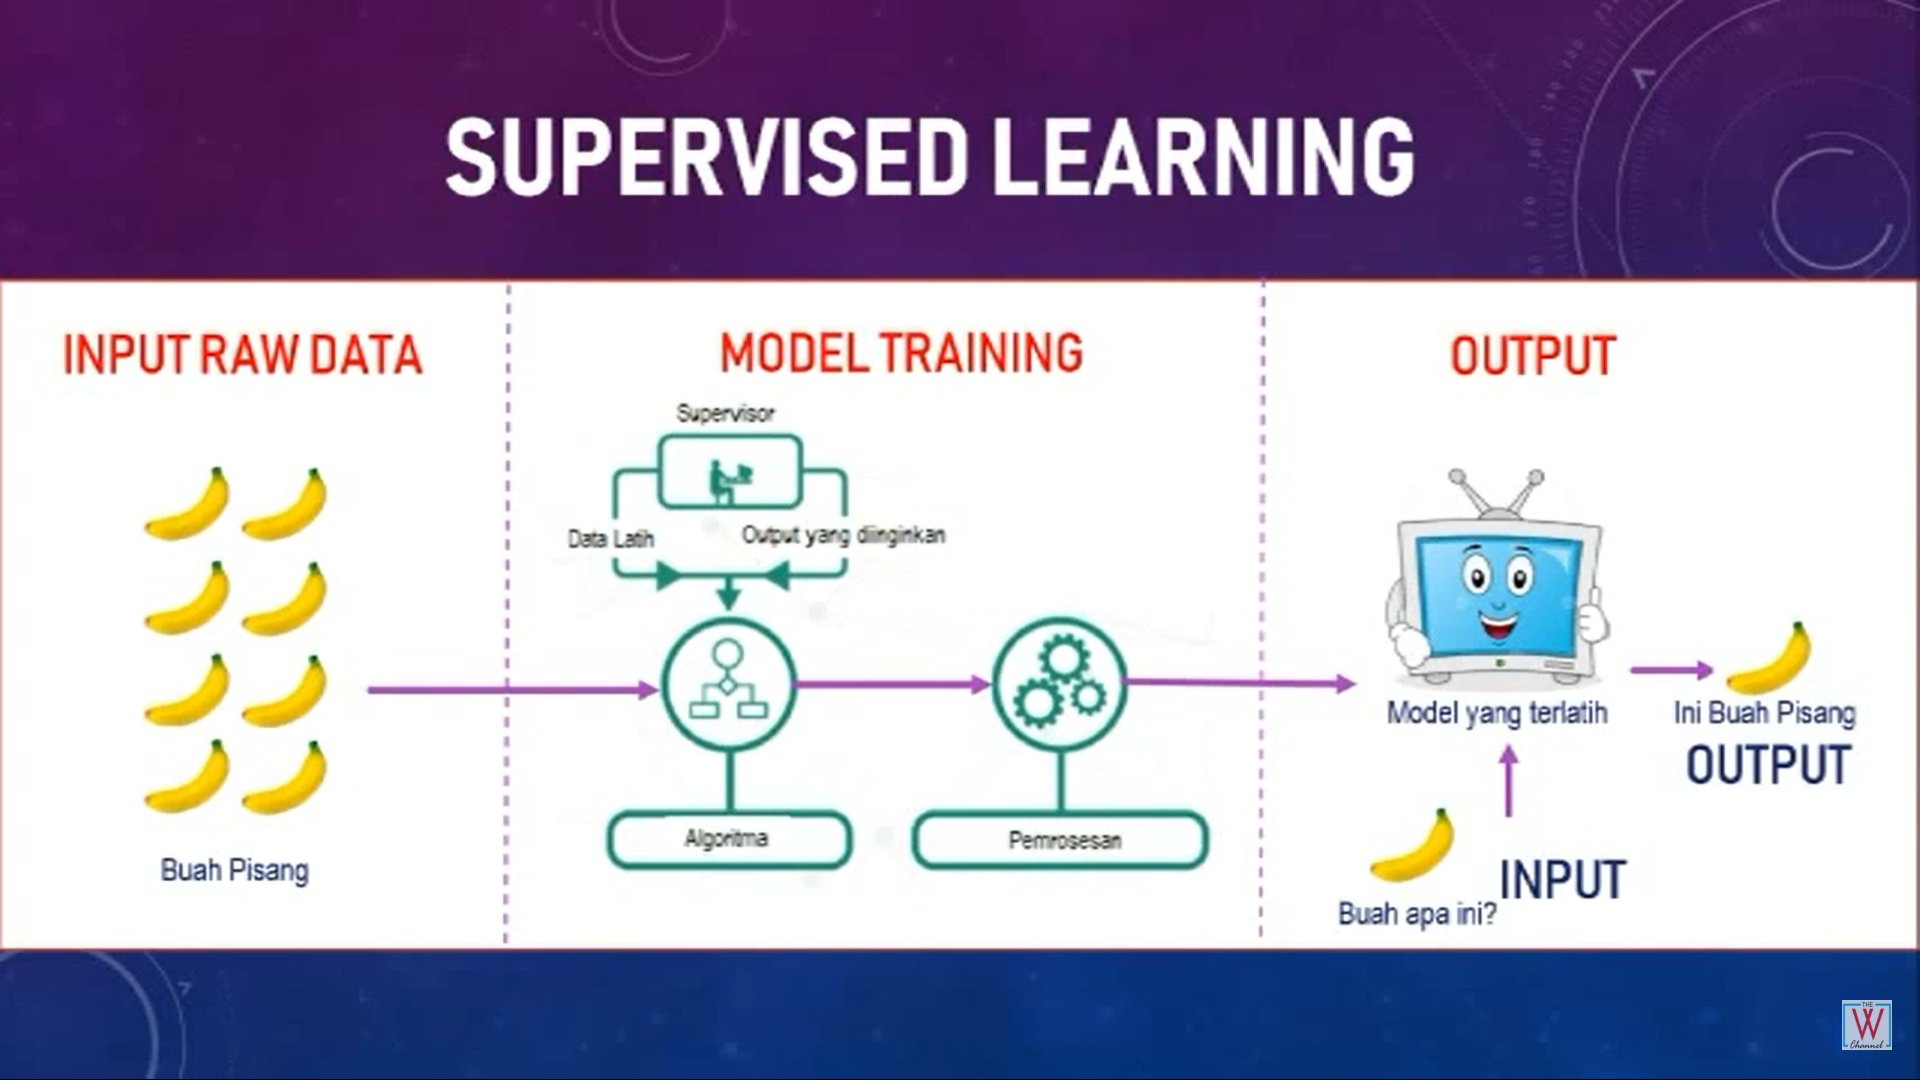 SUPERVISED LEARNING
INPUT RAW DATA
Buah Pisang
MODEL TRAINING
Supervisor
Data Latih
Output yang diinginkan
Algoritma
Pemrosesan
OUTPUT
Model yang terlatih
Ini Buah Pisang
OUTPUT
INPUT
Buah apa ini?
THE
W
Channel